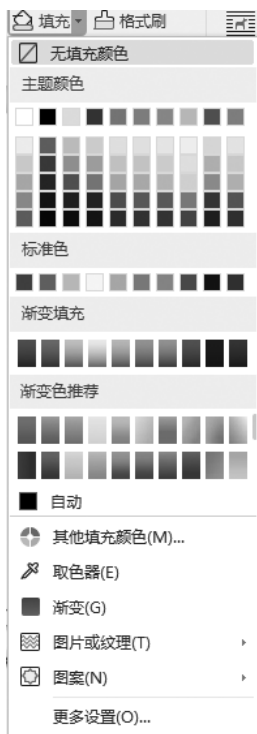 填充 格式刷
无填充颜色
主题颜色
标准色
渐变填充
渐变色推荐
自动
其他填充颜色(M)...
取色器(E)
渐变(G)
图片或纹理(T)
图案(N)
更多设置(O)...